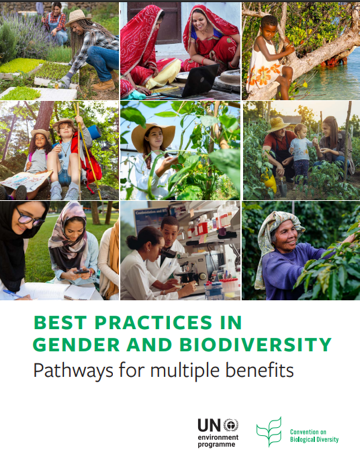 BEST PRACTICES IN
GENDER AND BIODIVERSITY
Pathways for multiple benefits
UN
environment
programme
Convention on
Biological Diversity